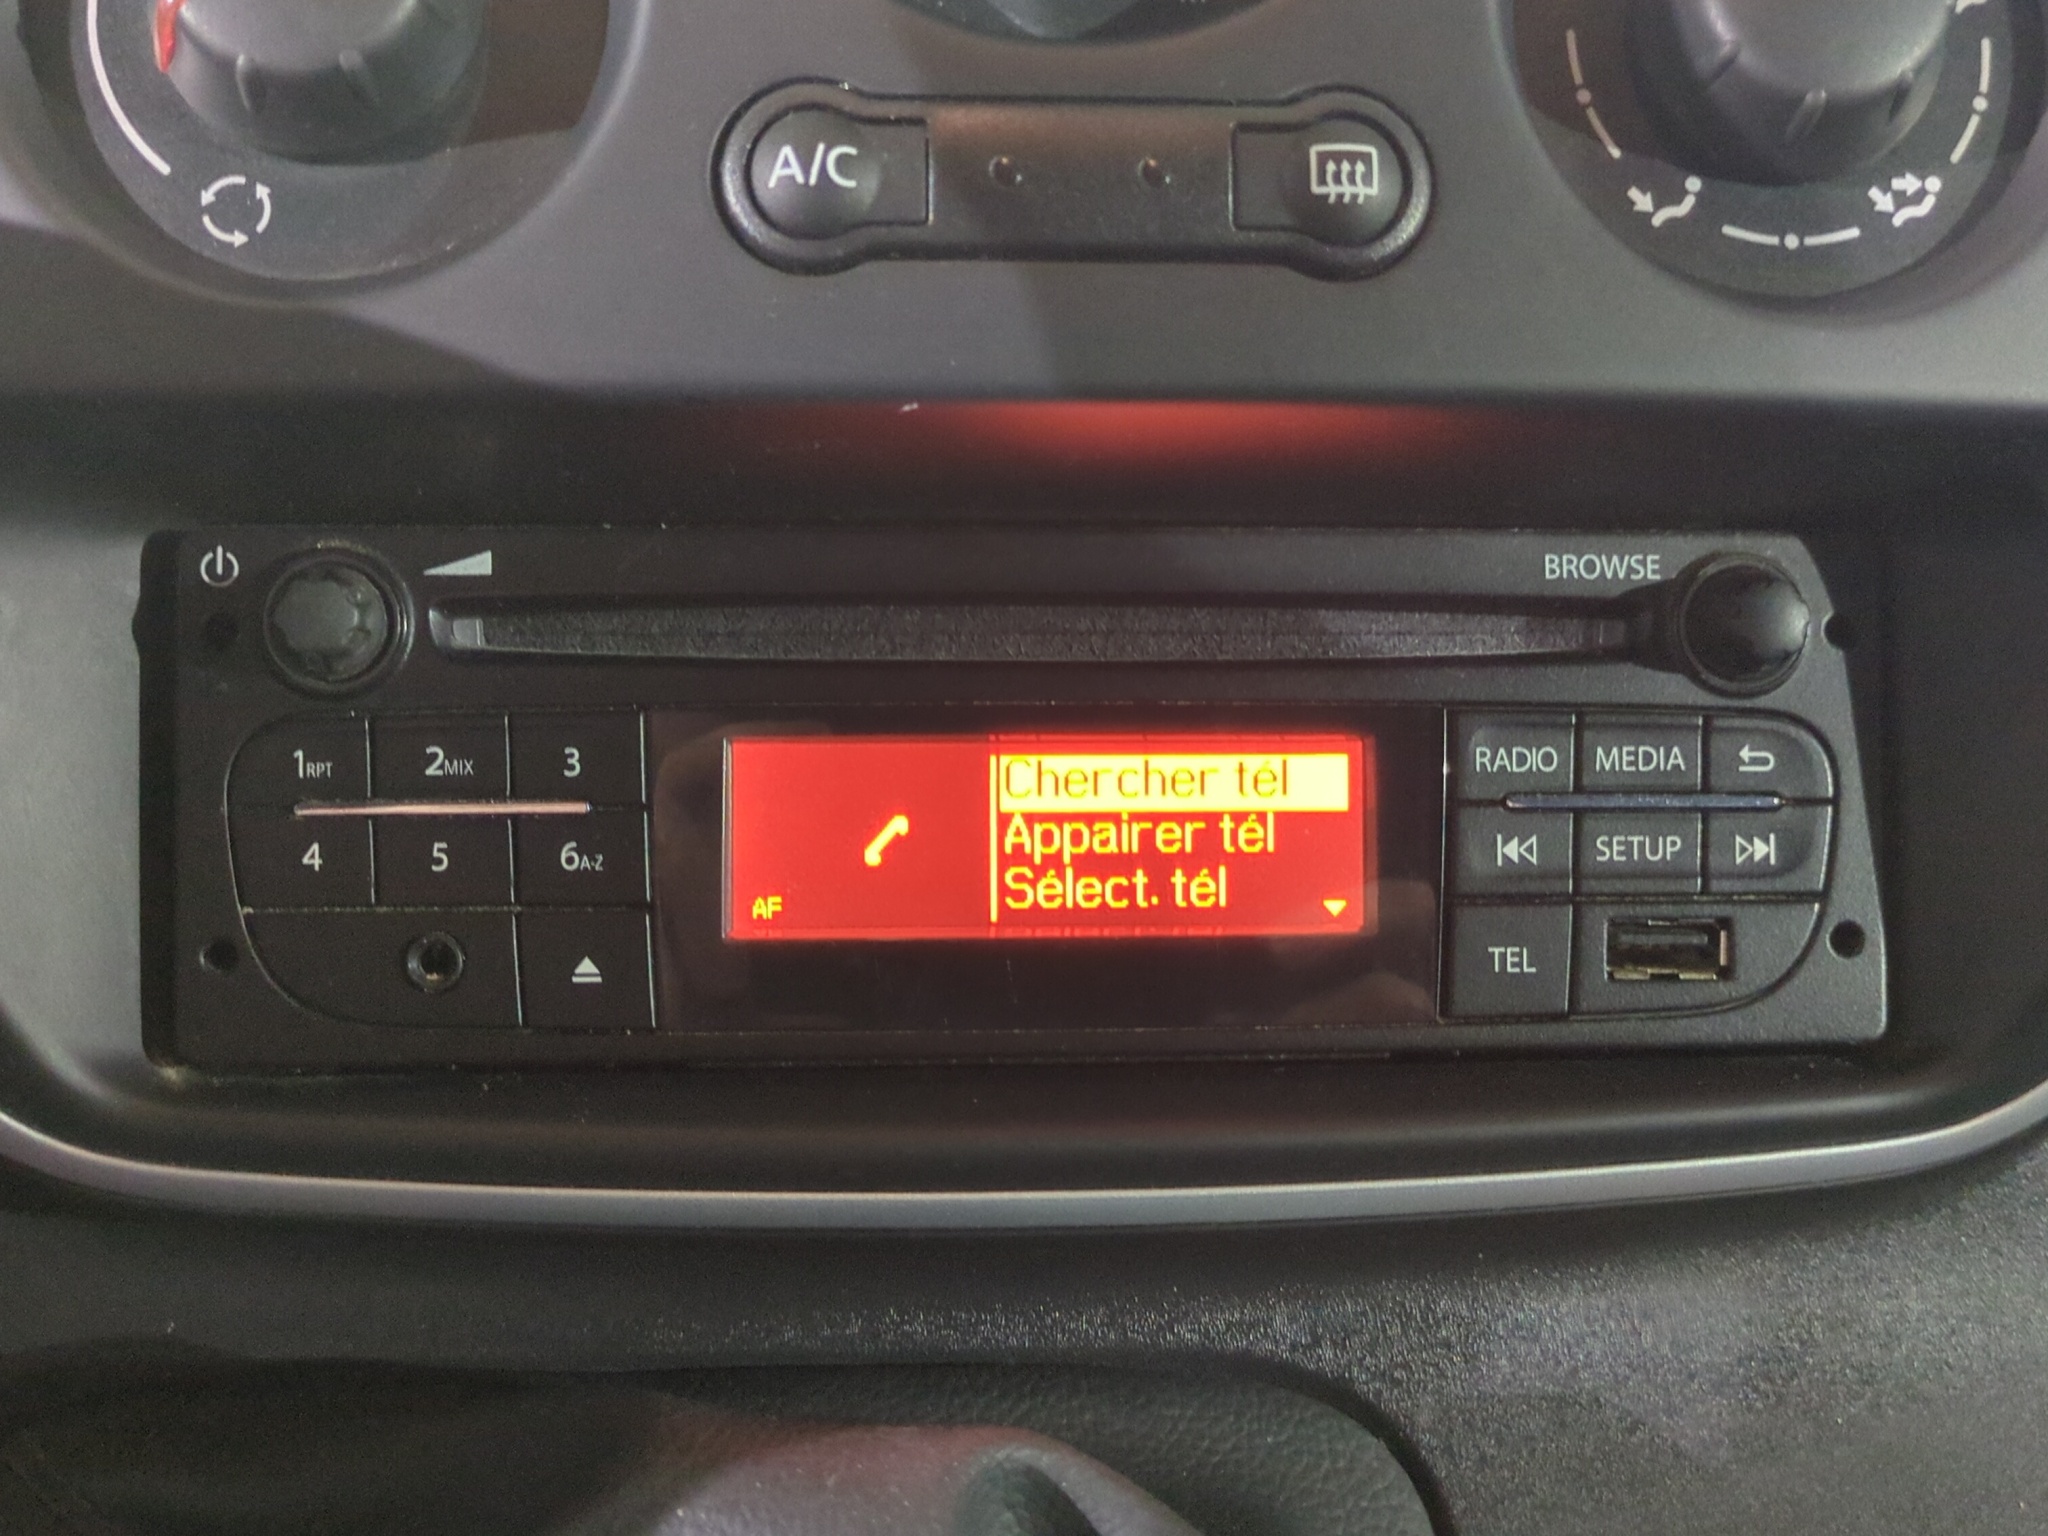 A/C
BROWSE
1RPT 2MIX 3
4 5 6A-Z
Chercher tél
Appairer tél
Sélect. tél
AF
RADIO MEDIA
SETUP
TEL